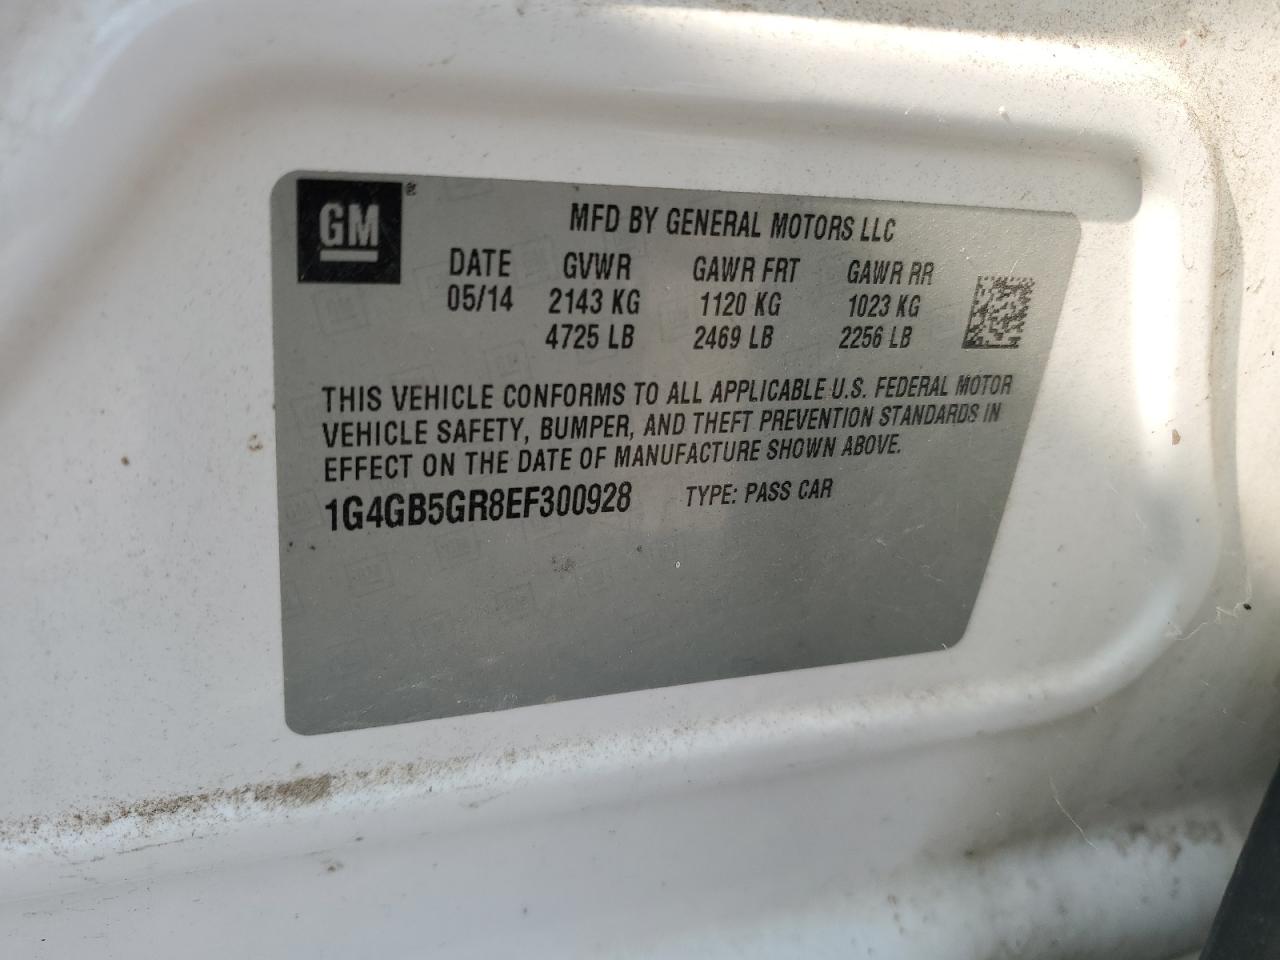 GM
MFD BY GENERAL MOTORS LLC
DATE GVWR GAWR FRT GAWR RR
05/14 2143 KG 1120 KG 1023 KG
4725 LB 2469 LB 2256 LB
THIS VEHICLE CONFORMS TO ALL APPLICABLE U.S. FEDERAL MOTOR
VEHICLE SAFETY, BUMPER, AND THEFT PREVENTION STANDARDS IN
EFFECT ON THE DATE OF MANUFACTURE SHOWN ABOVE.
1G4GB5GR8EF300928 TYPE: PASS CAR